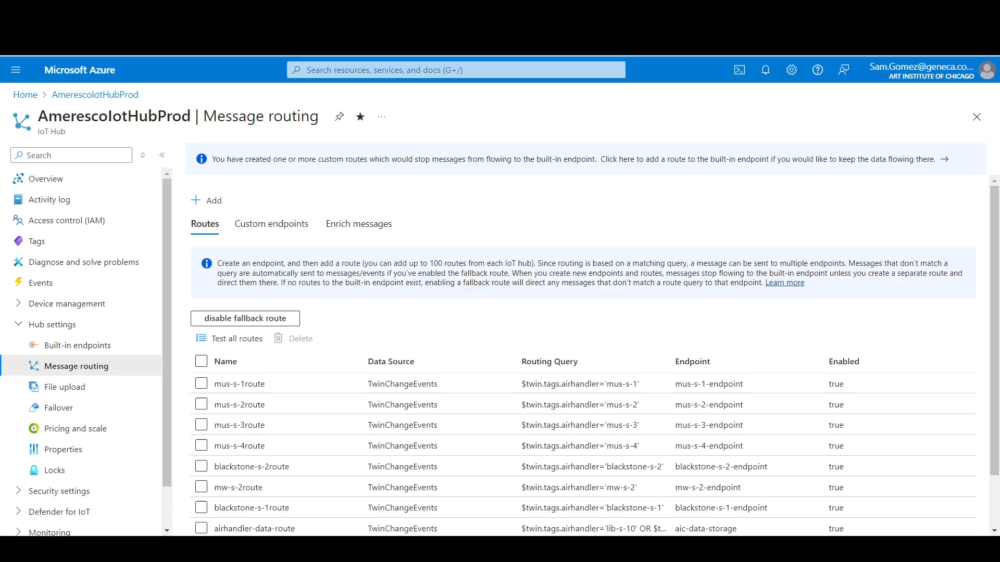 Microsoft Azure
Search resources, services, and docs (G+/)
Sam.Gomez@geneca.co...
ART INSTITUTE OF CHICAGO
Home > AmerescoIotHubProd
AmerescoIotHubProd | Message routing
IoT Hub
Search
You have created one or more custom routes which would stop messages from flowing to the built-in endpoint. Click here to add a route to the built-in endpoint if you would like to keep the data flowing there. →
Overview
Activity log
Access control (IAM)
Tags
Diagnose and solve problems
Events
Device management
Hub settings
Built-in endpoints
Message routing
File upload
Failover
Pricing and scale
Properties
Locks
Security settings
Defender for IoT
Monitoring
Add
Routes Custom endpoints Enrich messages
Create an endpoint, and then add a route (you can add up to 100 routes from each IoT hub). Since routing is based on a matching query, a message can be sent to multiple endpoints. Messages that don't match a
query are automatically sent to messages/events if you've enabled the fallback route. When you create new endpoints and routes, messages stop flowing to the built-in endpoint unless you create a separate route and
direct them there. If no routes to the built-in endpoint exist, enabling a fallback route will direct any messages that don't match a route query to that endpoint. Learn more
disable fallback route
Test all routes Delete
Name Data Source Routing Query Endpoint Enabled
mus-s-1route TwinChangeEvents $twin.tags.airhandler='mus-s-1' mus-s-1-endpoint true
mus-s-2route TwinChangeEvents $twin.tags.airhandler='mus-s-2' mus-s-2-endpoint true
mus-s-3route TwinChangeEvents $twin.tags.airhandler='mus-s-3' mus-s-3-endpoint true
mus-s-4route TwinChangeEvents $twin.tags.airhandler='mus-s-4' mus-s-4-endpoint true
blackstone-s-2route TwinChangeEvents $twin.tags.airhandler='blackstone-s-2' blackstone-s-2-endpoint true
mw-s-2route TwinChangeEvents $twin.tags.airhandler='mw-s-2' mw-s-2-endpoint true
blackstone-s-1route TwinChangeEvents $twin.tags.airhandler='blackstone-s-1' blackstone-s-1-endpoint true
airhandler-data-route TwinChangeEvents $twin.tags.airhandler='lib-s-10' OR $t... aic-data-storage true